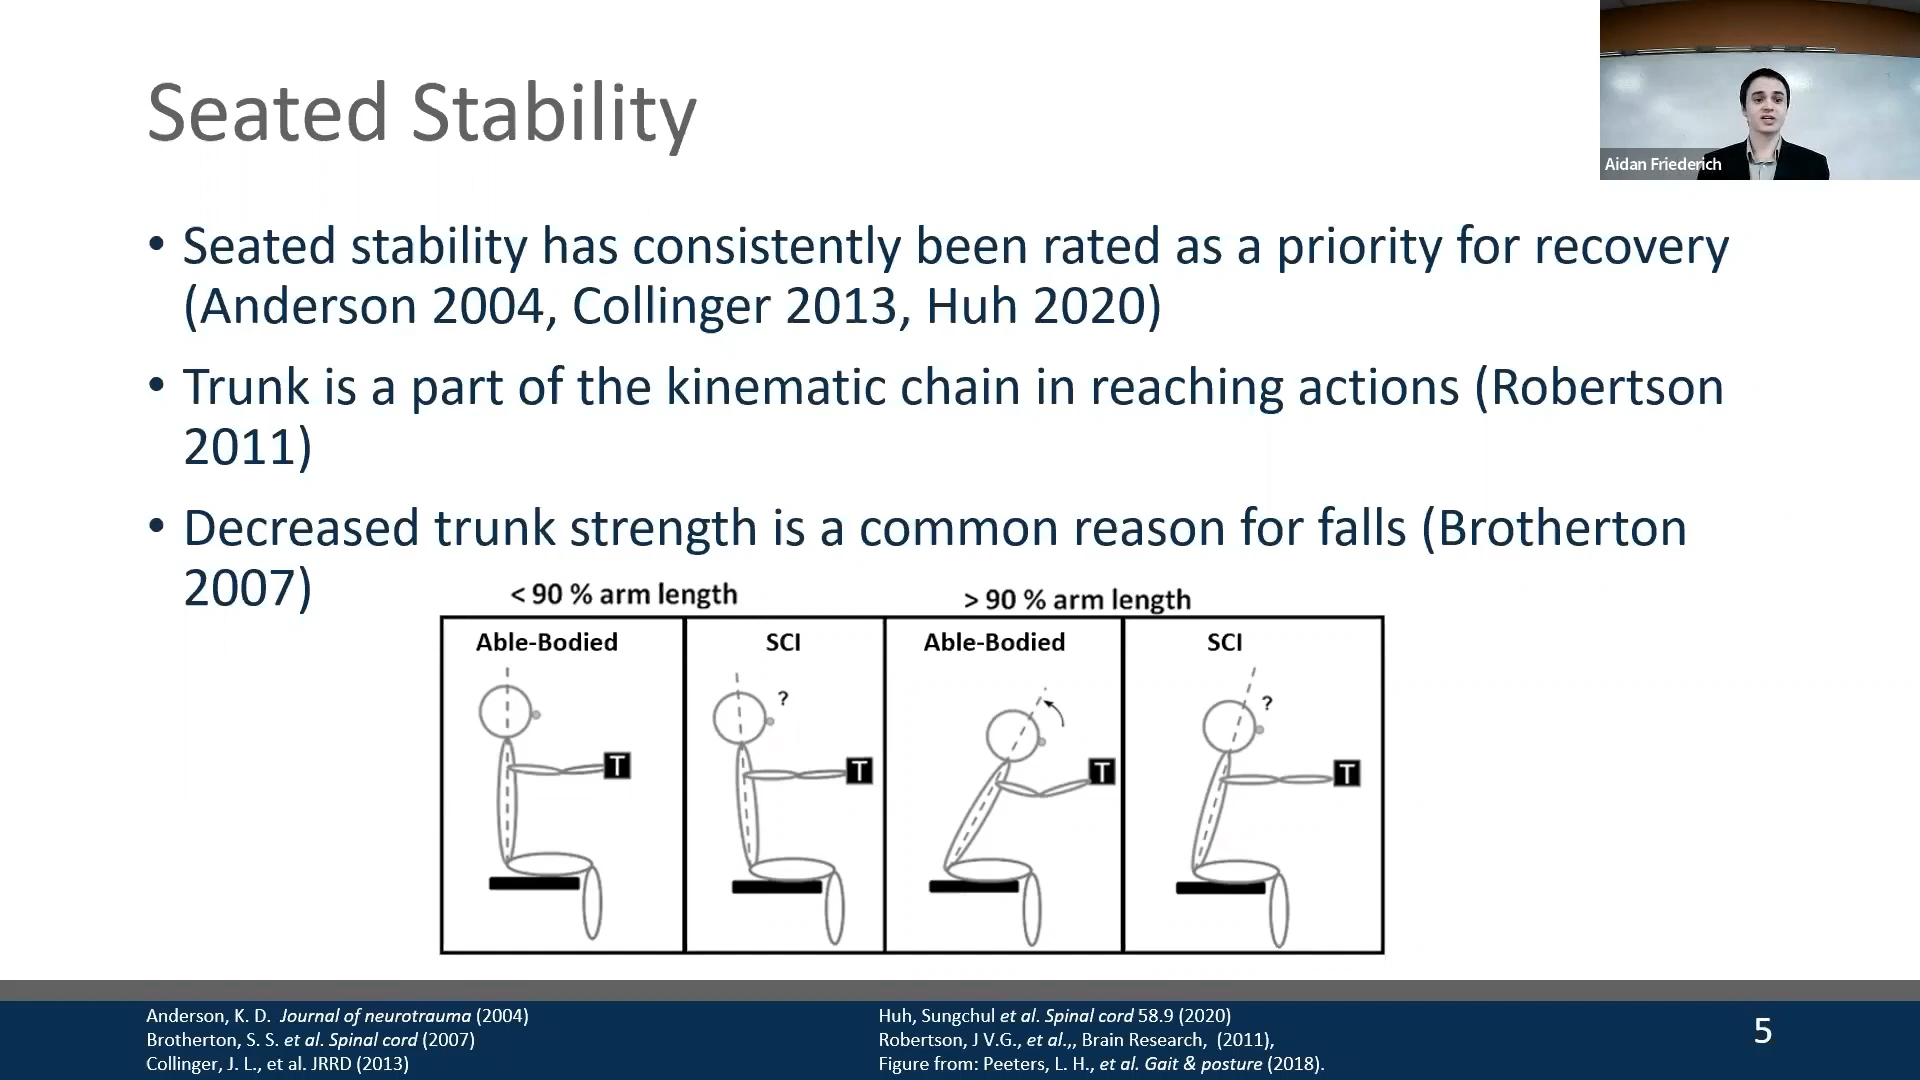 Seated Stability
Aidan Friederich
• Seated stability has consistently been rated as a priority for recovery
(Anderson 2004, Collinger 2013, Huh 2020)
• Trunk is a part of the kinematic chain in reaching actions (Robertson
2011)
• Decreased trunk strength is a common reason for falls (Brotherton
2007)
< 90 % arm length
> 90 % arm length
Able-Bodied
SCI
Able-Bodied
SCI
?
?
T
T
T
T
Anderson, K. D. Journal of neurotrauma (2004)
Brotherton, S. S. et al. Spinal cord (2007)
Collinger, J. L., et al. JRRD (2013)
Huh, Sungchul et al. Spinal cord 58.9 (2020)
Robertson, J V.G., et al.,, Brain Research, (2011),
Figure from: Peeters, L. H., et al. Gait & posture (2018).
5